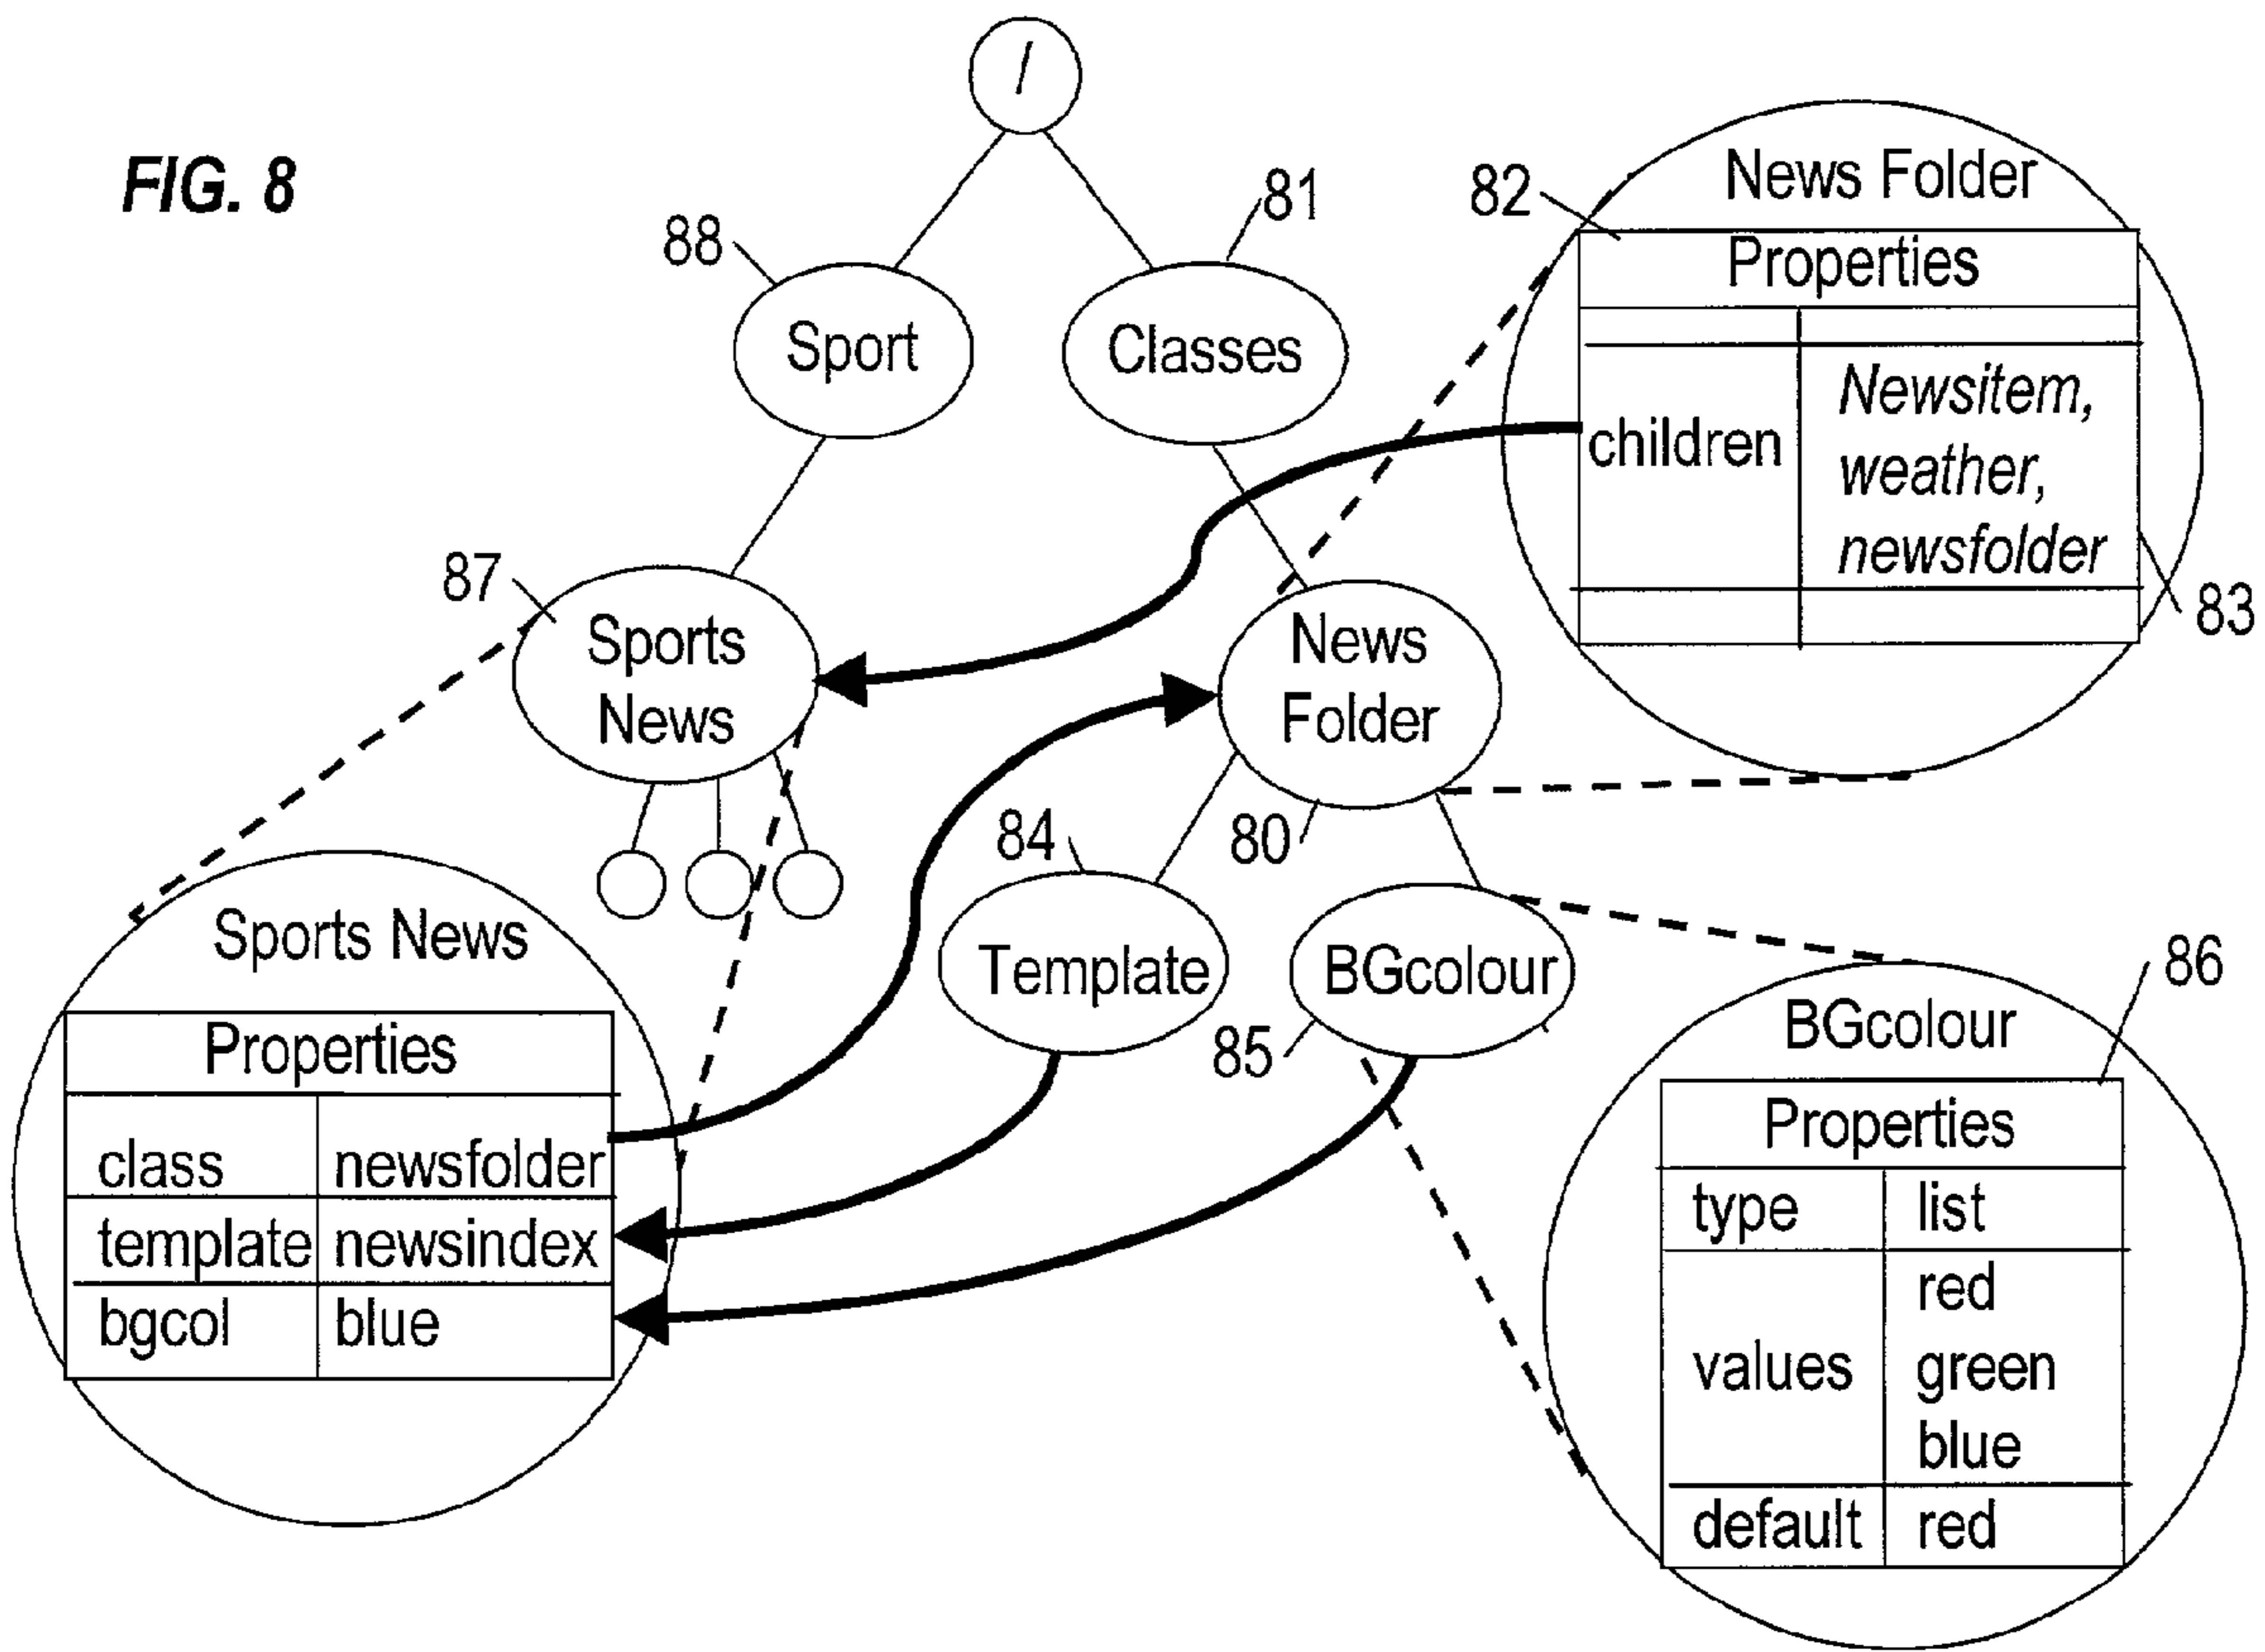 FIG. 8
/
88
81
Sport
Classes
82
News Folder
Properties
children
Newsitem,
weather,
newsfolder
83
87
Sports
News
News
Folder
80
84
Template
BGcolour
85
Sports News
Properties
class newsfolder
template newsindex
bgcol blue
86
BGcolour
Properties
type list
values
red
green
blue
default red